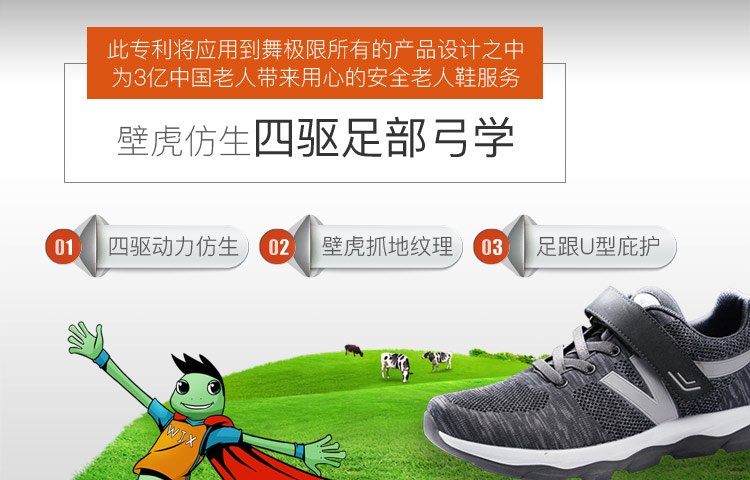 此专利将应用到舞极限所有的产品设计之中
为3亿中国老人带来用心的安全老人鞋服务
壁虎仿生四驱足部弓学
01 四驱动力仿生
02 壁虎抓地纹理
03 足跟U型庇护
WJX